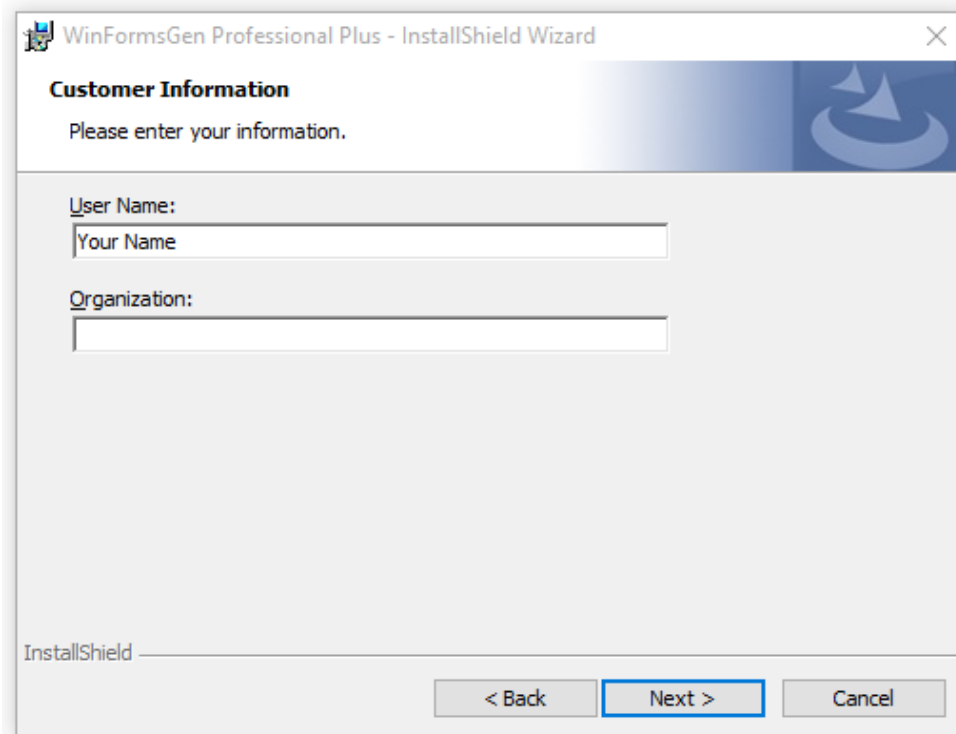 WinFormsGen Professional Plus - InstallShield Wizard
Customer Information
Please enter your information.
User Name:
Your Name
Organization:
InstallShield
< Back Next > Cancel